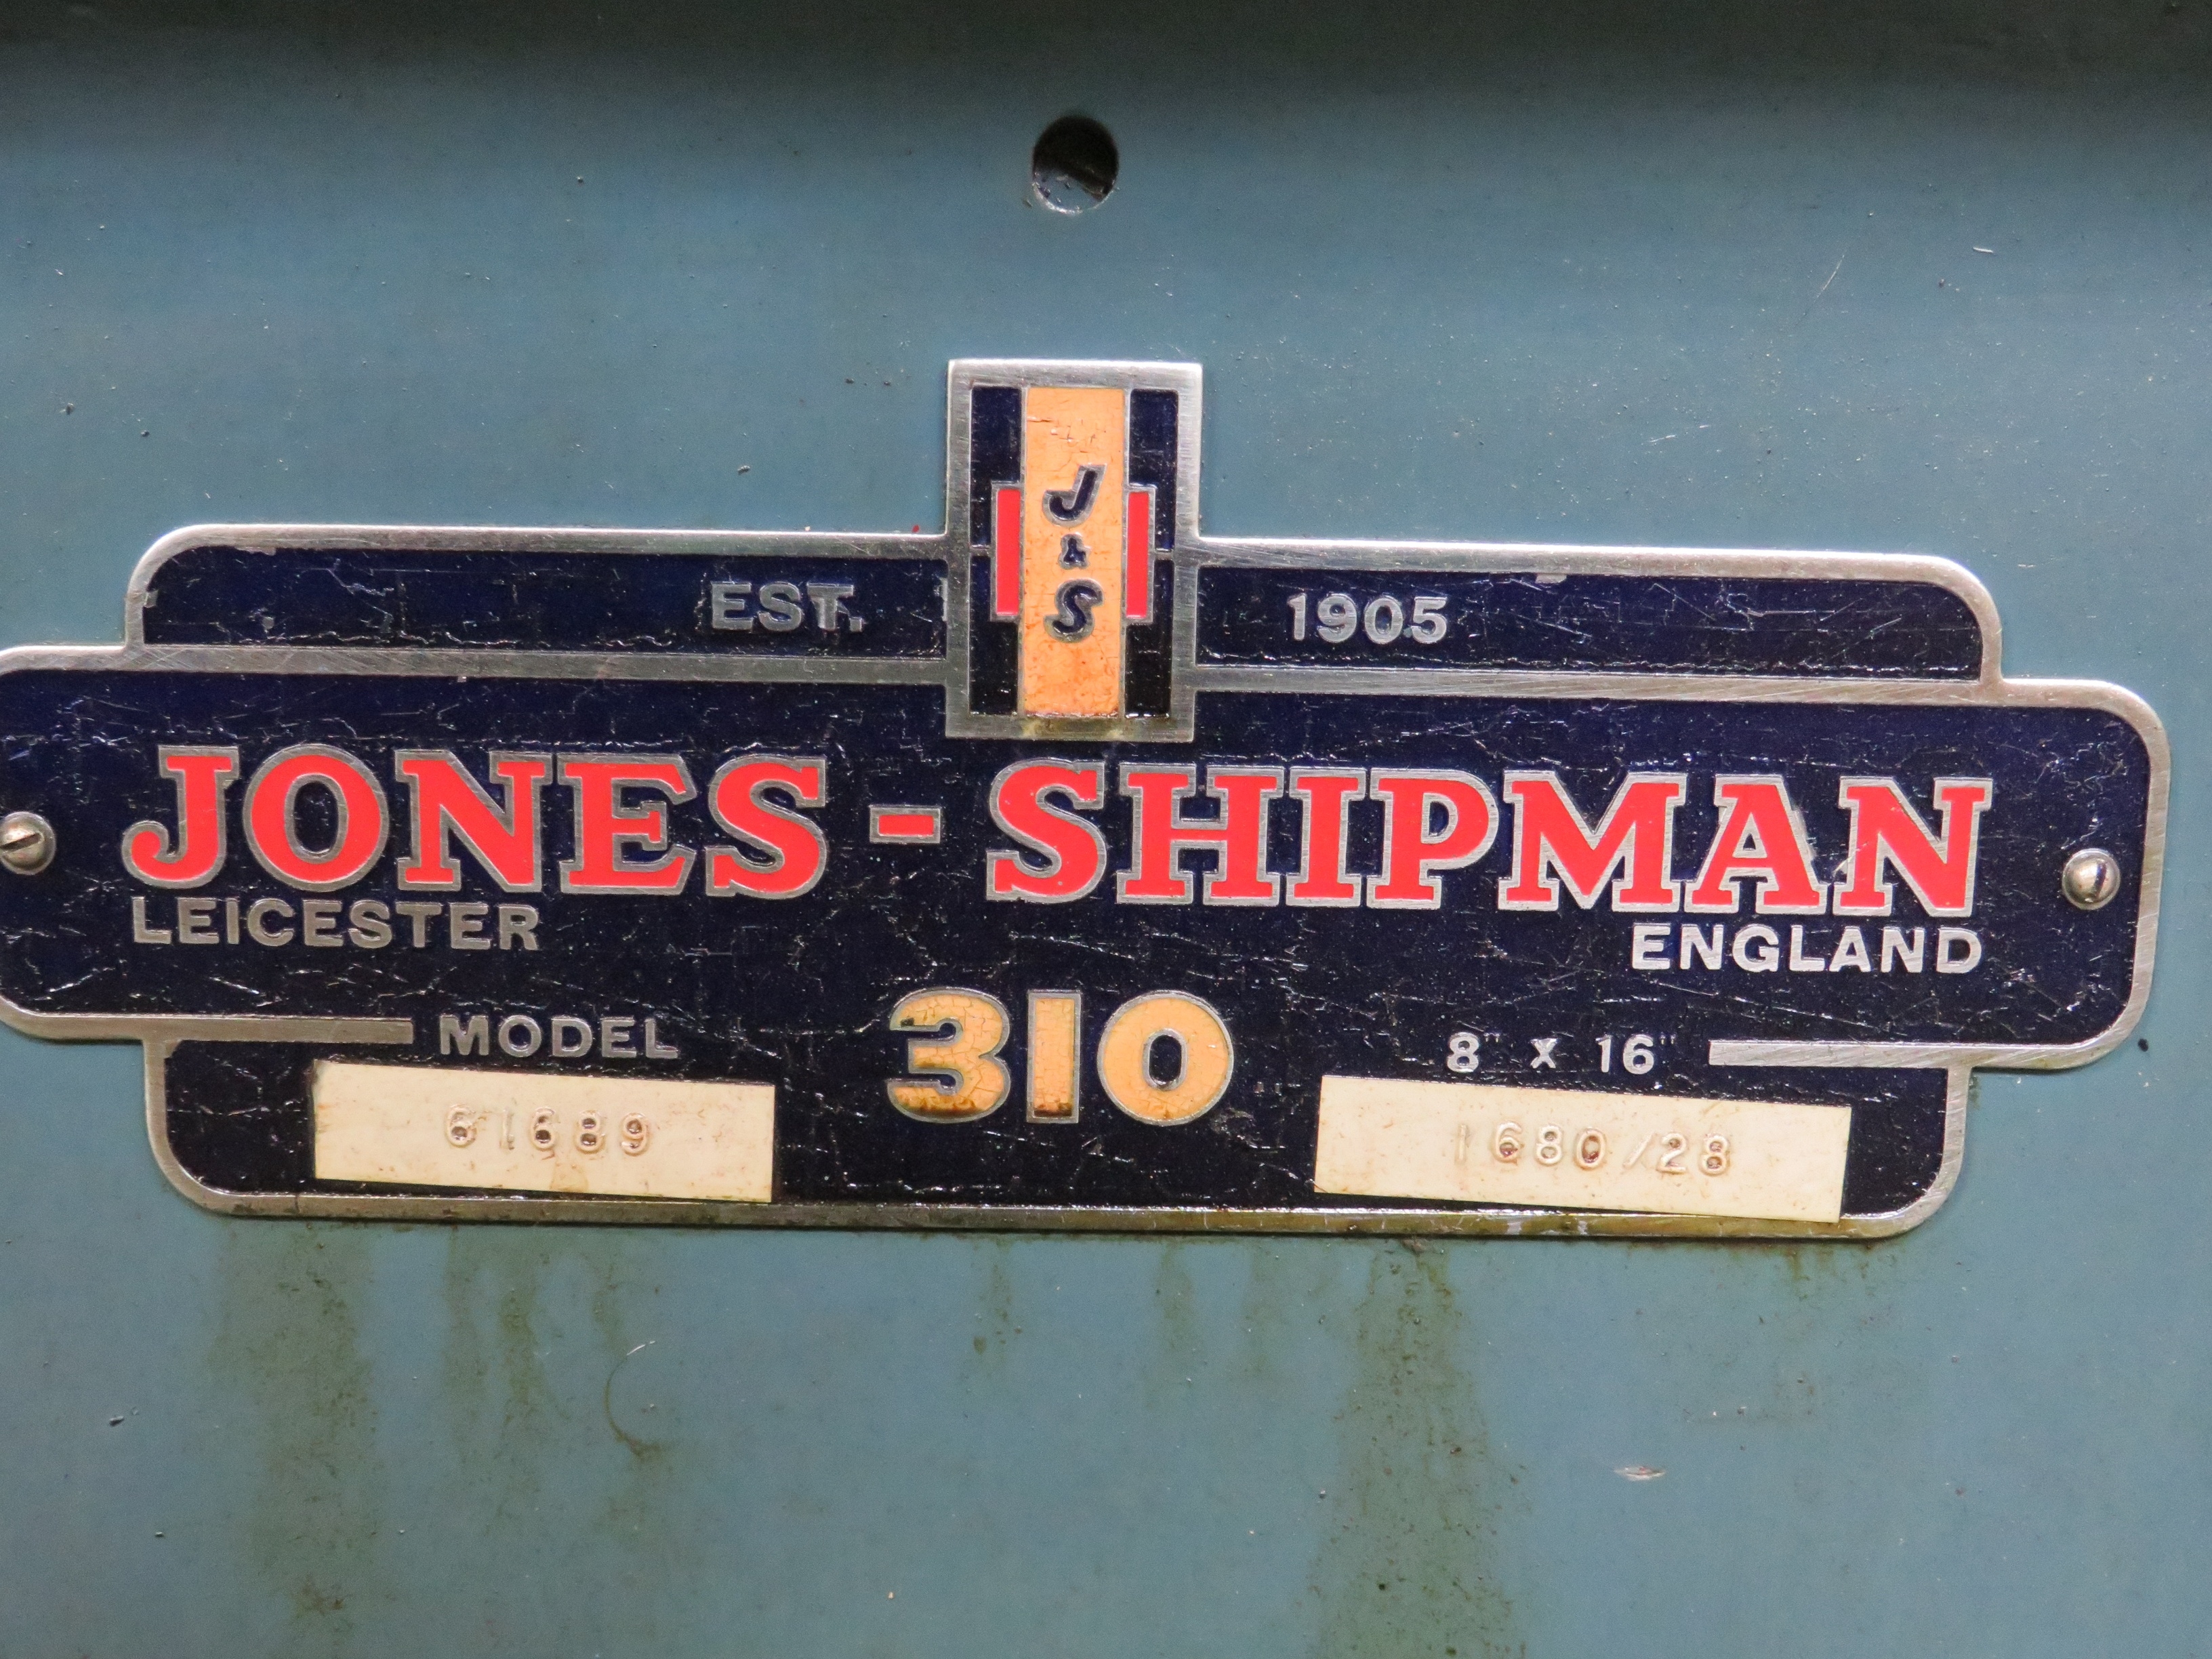 J
&
S
EST. 1905
JONES - SHIPMAN
LEICESTER ENGLAND
MODEL 310 8" X 16"
61689 1680/28